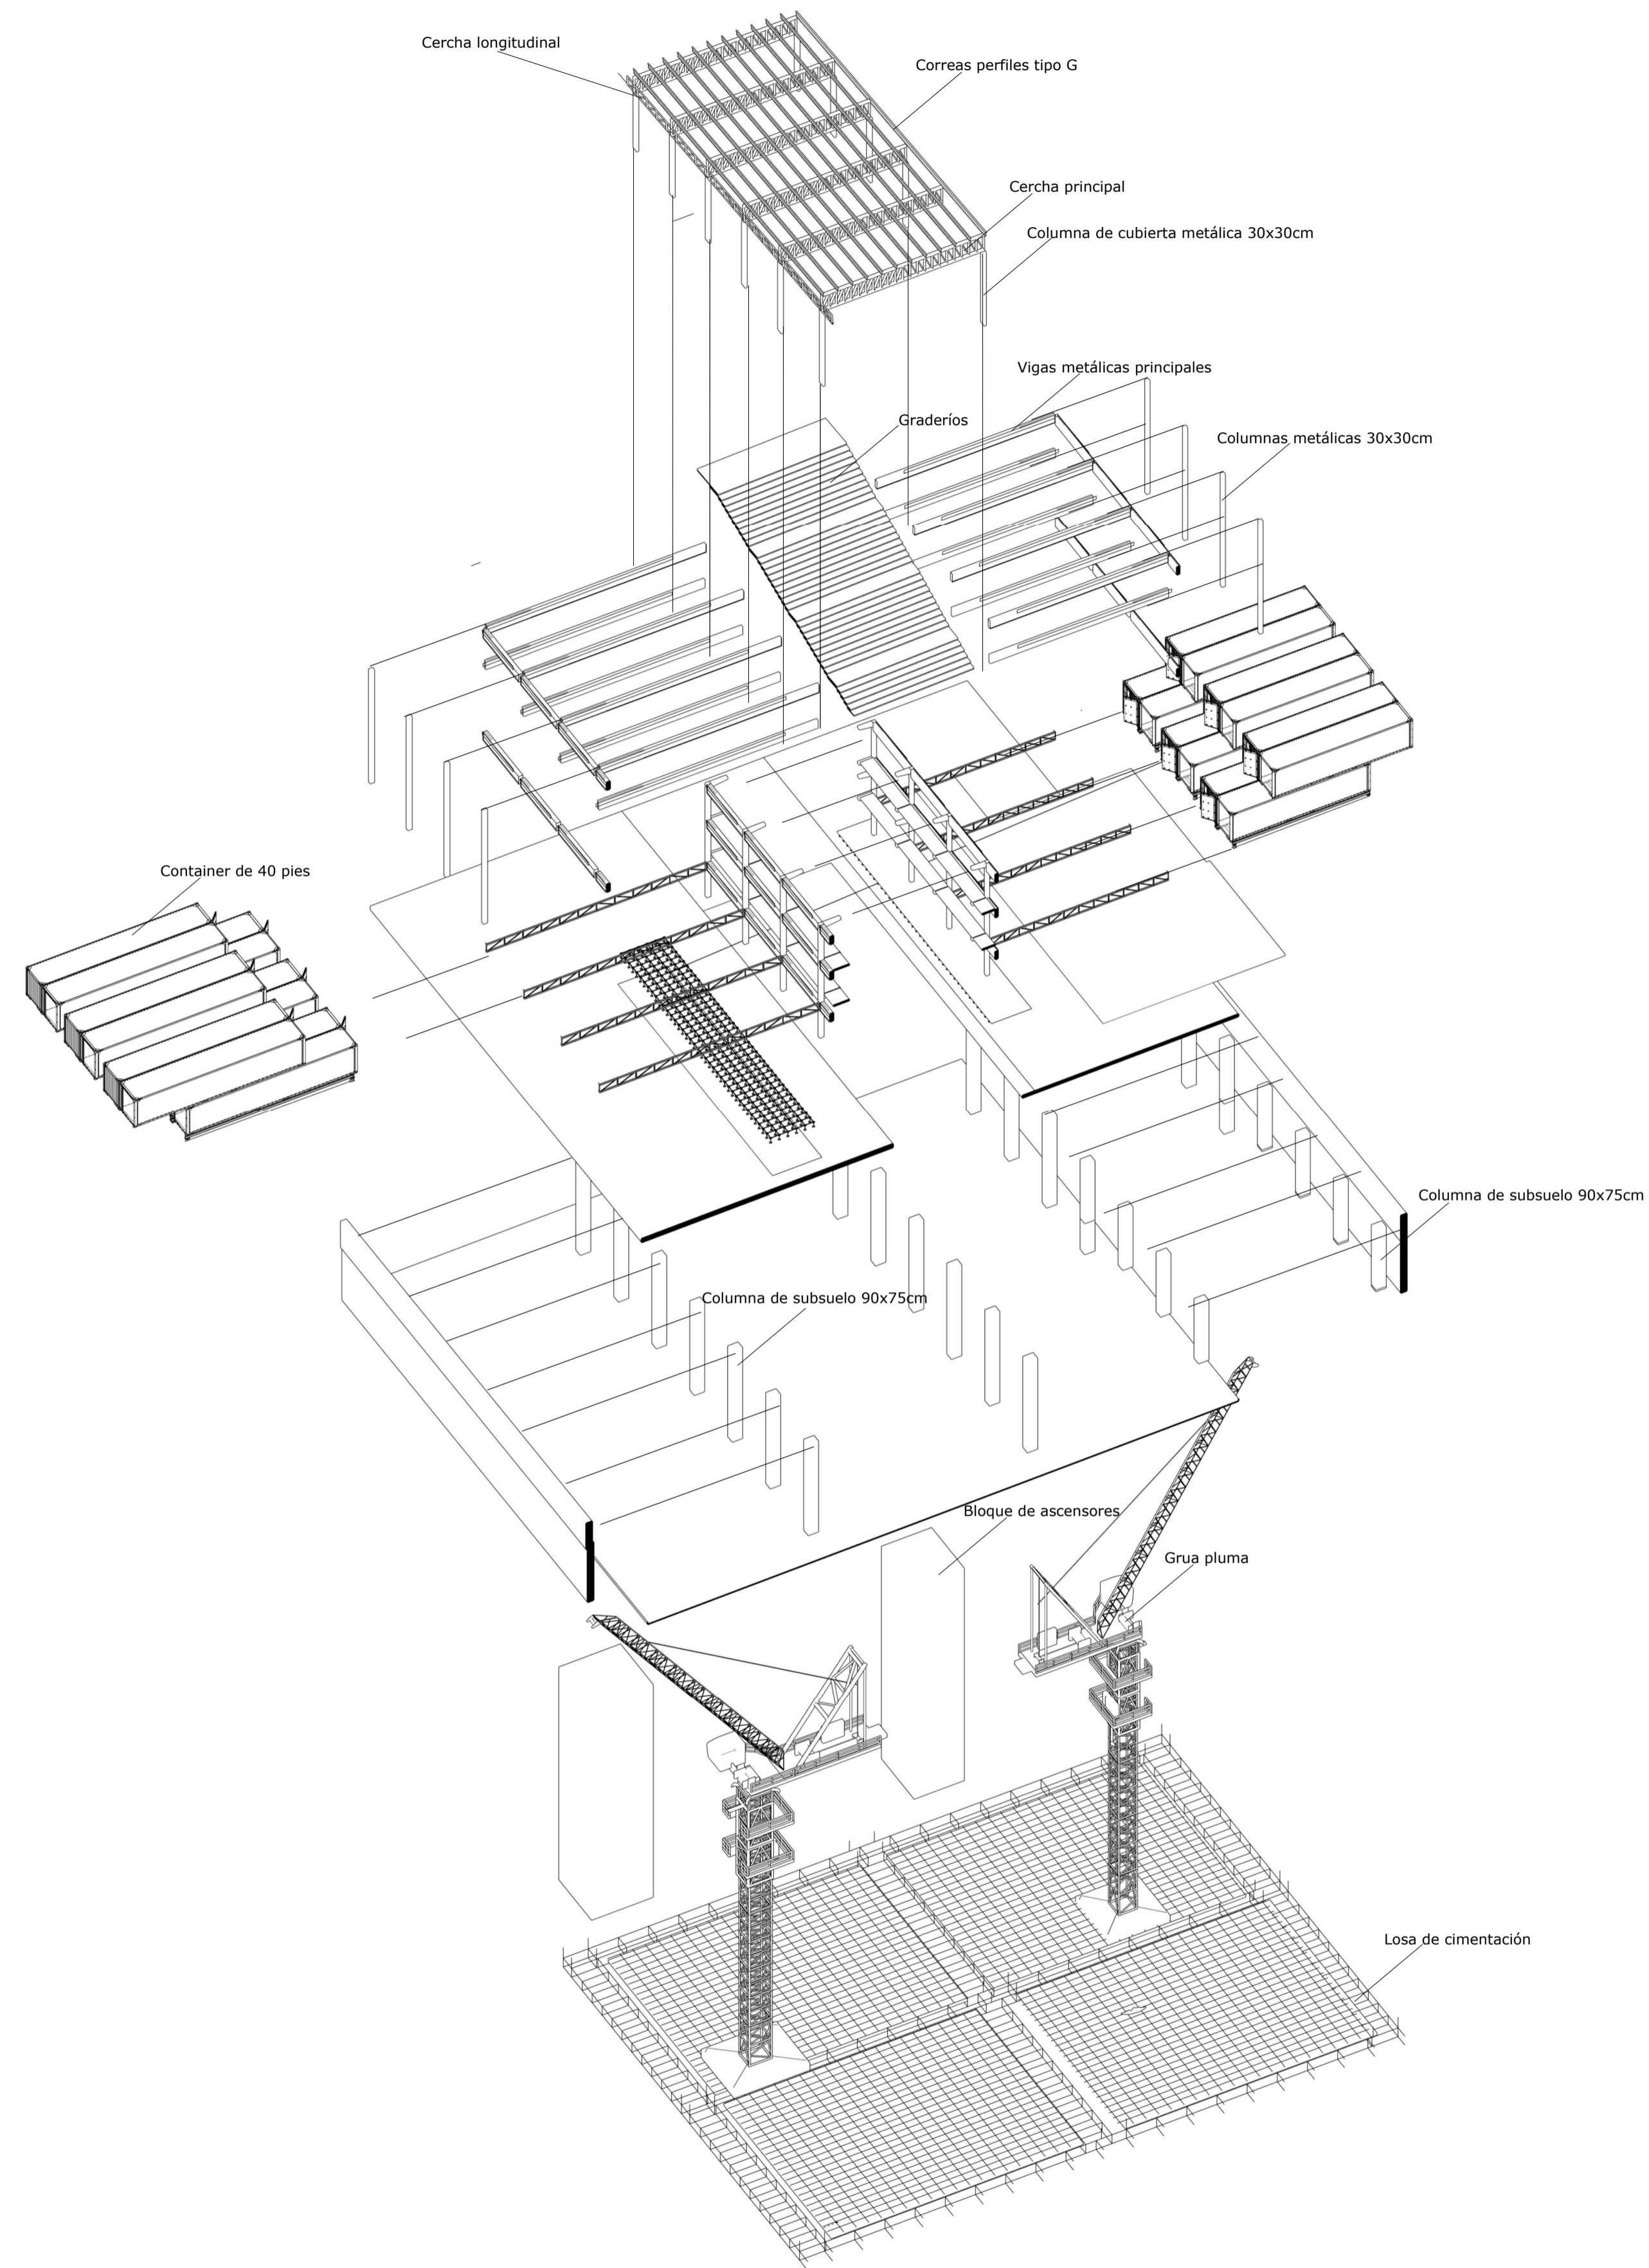 Cercha longitudinal
Correas perfiles tipo G
Cercha principal
Columna de cubierta metálica 30x30cm
Vigas metálicas principales
Graderíos
Columnas metálicas 30x30cm
Container de 40 pies
Columna de subsuelo 90x75cm
Columna de subsuelo 90x75cm
Bloque de ascensores
Grua pluma
Losa de cimentación